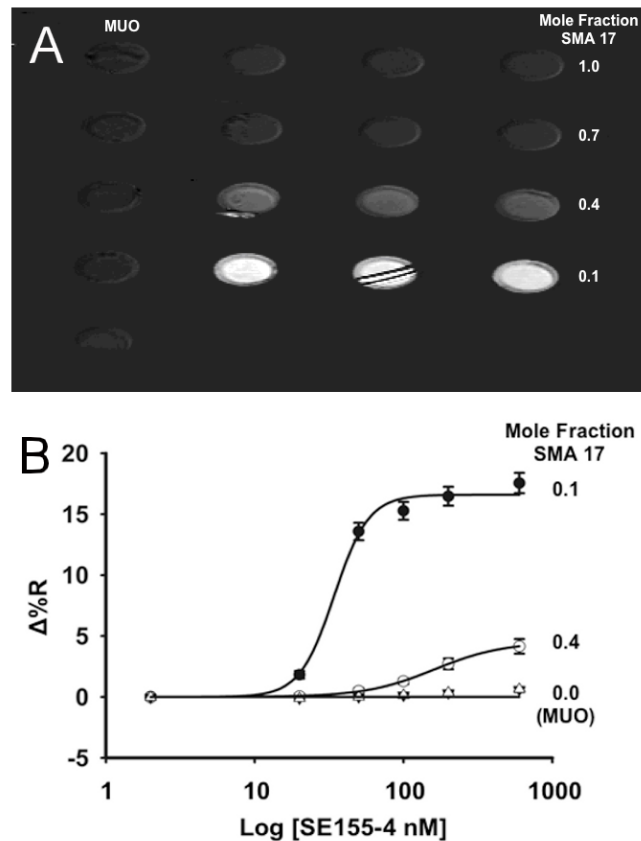 A
MUO
Mole Fraction
SMA 17
1.0
0.7
0.4
0.1
B
Mole Fraction
SMA 17
20
15
10
5
0
-5
Δ%R
0.1
0.4
0.0
(MUO)
1
10
100
1000
Log [SE155-4 nM]